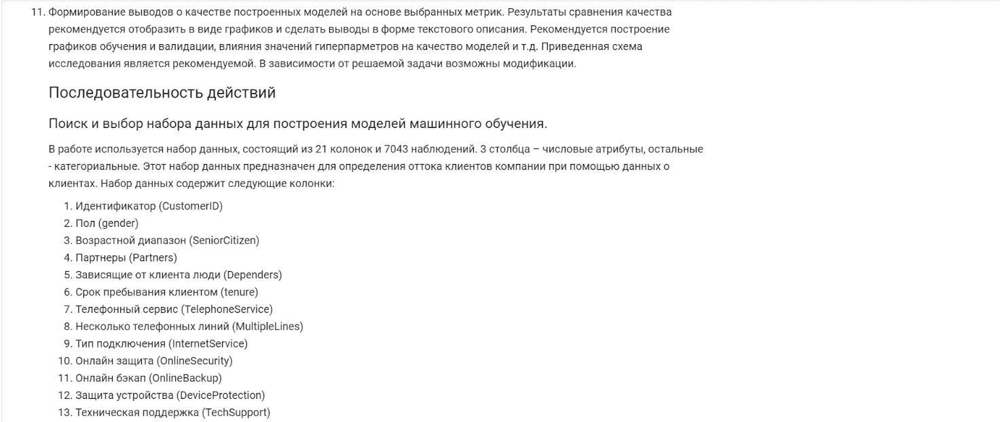 11. Формирование выводов о качестве построенных моделей на основе выбранных метрик. Результаты сравнения качества
рекомендуется отобразить в виде графиков и сделать выводы в форме текстового описания. Рекомендуется построение
графиков обучения и валидации, влияния значений гиперпарметров на качество моделей и т.д. Приведенная схема
исследования является рекомендуемой. В зависимости от решаемой задачи возможны модификации.
Последовательность действий
Поиск и выбор набора данных для построения моделей машинного обучения.
В работе используется набор данных, состоящий из 21 колонок и 7043 наблюдений. 3 столбца – числовые атрибуты, остальные
- категориальные. Этот набор данных предназначен для определения оттока клиентов компании при помощью данных о
клиентах. Набор данных содержит следующие колонки:
1. Идентификатор (CustomerID)
2. Пол (gender)
3. Возрастной диапазон (SeniorCitizen)
4. Партнеры (Partners)
5. Зависящие от клиента люди (Dependers)
6. Срок пребывания клиентом (tenure)
7. Телефонный сервис (TelephoneService)
8. Несколько телефонных линий (MultipleLines)
9. Тип подключения (InternetService)
10. Онлайн защита (OnlineSecurity)
11. Онлайн бэкап (OnlineBackup)
12. Защита устройства (DeviceProtection)
13. Техническая поддержка (TechSupport)